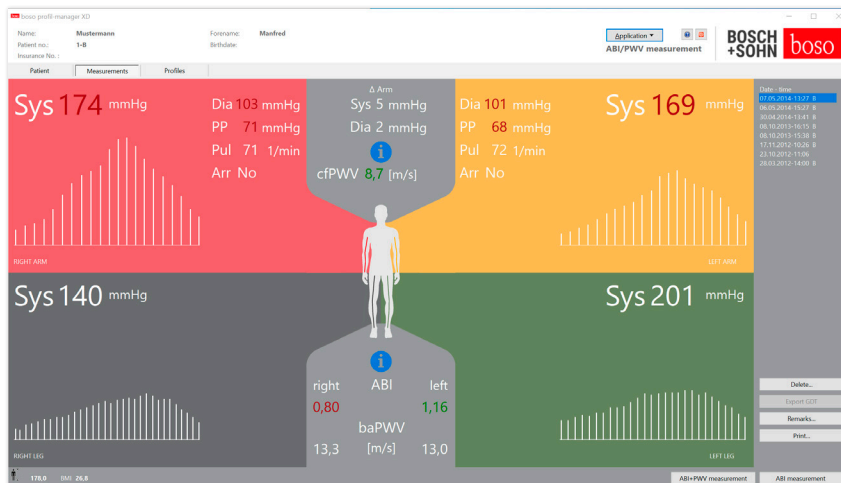 boso profil-manager XD
Name: Mustermann Forename: Manfred
Patient no.: 1-B Birthdate:
Insurance No. :
Application
ABI/PWV measurement
BOSCH
+SOHN
boso
Patient Measurements Profiles
Sys 174 mmHg
Dia 103 mmHg
PP 71 mmHg
Pul 71 1/min
Arr No
RIGHT ARM
Δ Arm
Sys 5 mmHg
Dia 2 mmHg
i
cfPWV 8,7 [m/s]
Dia 101 mmHg
PP 68 mmHg
Pul 72 1/min
Arr No
Sys 169 mmHg
LEFT ARM
Date - time
07.05.2014-13:27 B
06.05.2014-15:27 B
30.04.2014-13:41 B
08.10.2013-16:15 B
08.10.2013-15:38 B
17.11.2012-10:26 B
23.10.2012-11:06
28.03.2012-14:00 B
Sys 140 mmHg
RIGHT LEG
i
right ABI left
0,80 1,16
baPWV
13,3 [m/s] 13,0
Sys 201 mmHg
LEFT LEG
Delete...
Export GDT
Remarks...
Print...
178,0 BMI 26,8
ABI+PWV measurement
ABI measurement